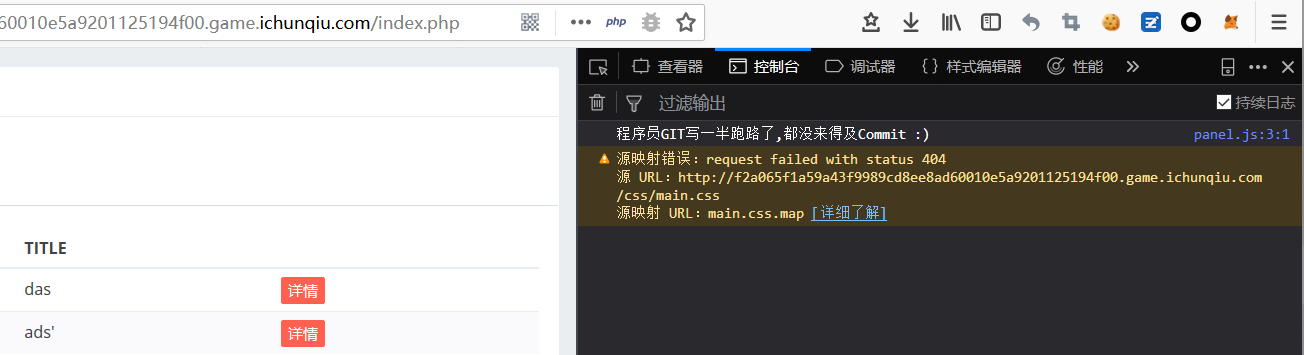 60010e5a9201125194f00.game.ichunqiu.com/index.php
php
查看器
控制台
调试器
样式编辑器
性能
过滤输出
持续日志
程序员GIT写一半跑路了,都没来得及Commit :)
panel.js:3:1
源映射错误：request failed with status 404
源 URL：http://f2a065f1a59a43f9989cd8ee8ad60010e5a9201125194f00.game.ichunqiu.com
/css/main.css
源映射 URL：main.css.map [详细了解]
TITLE
das
详情
ads'
详情